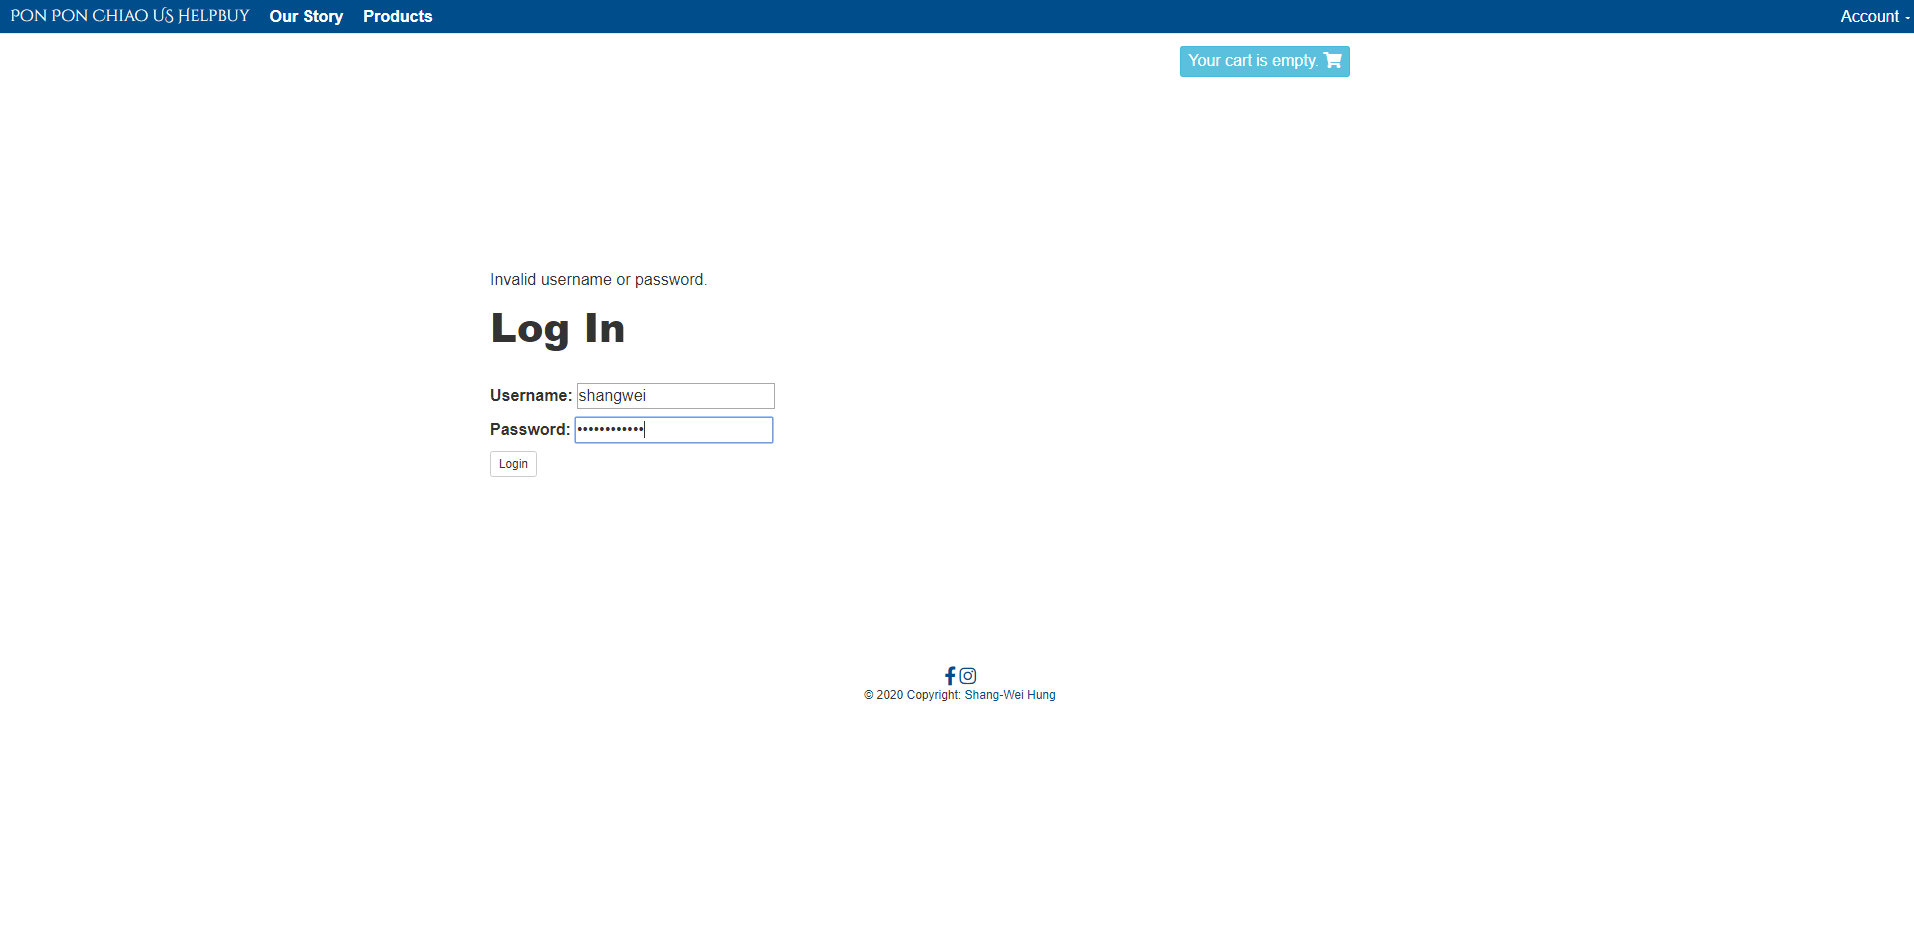 Pon Pon Chiao US Helpbuy Our Story Products Account
Your cart is empty.
Invalid username or password.
Log In
Username: shangwei
Password: ••••••••••••
Login
© 2020 Copyright: Shang-Wei Hung